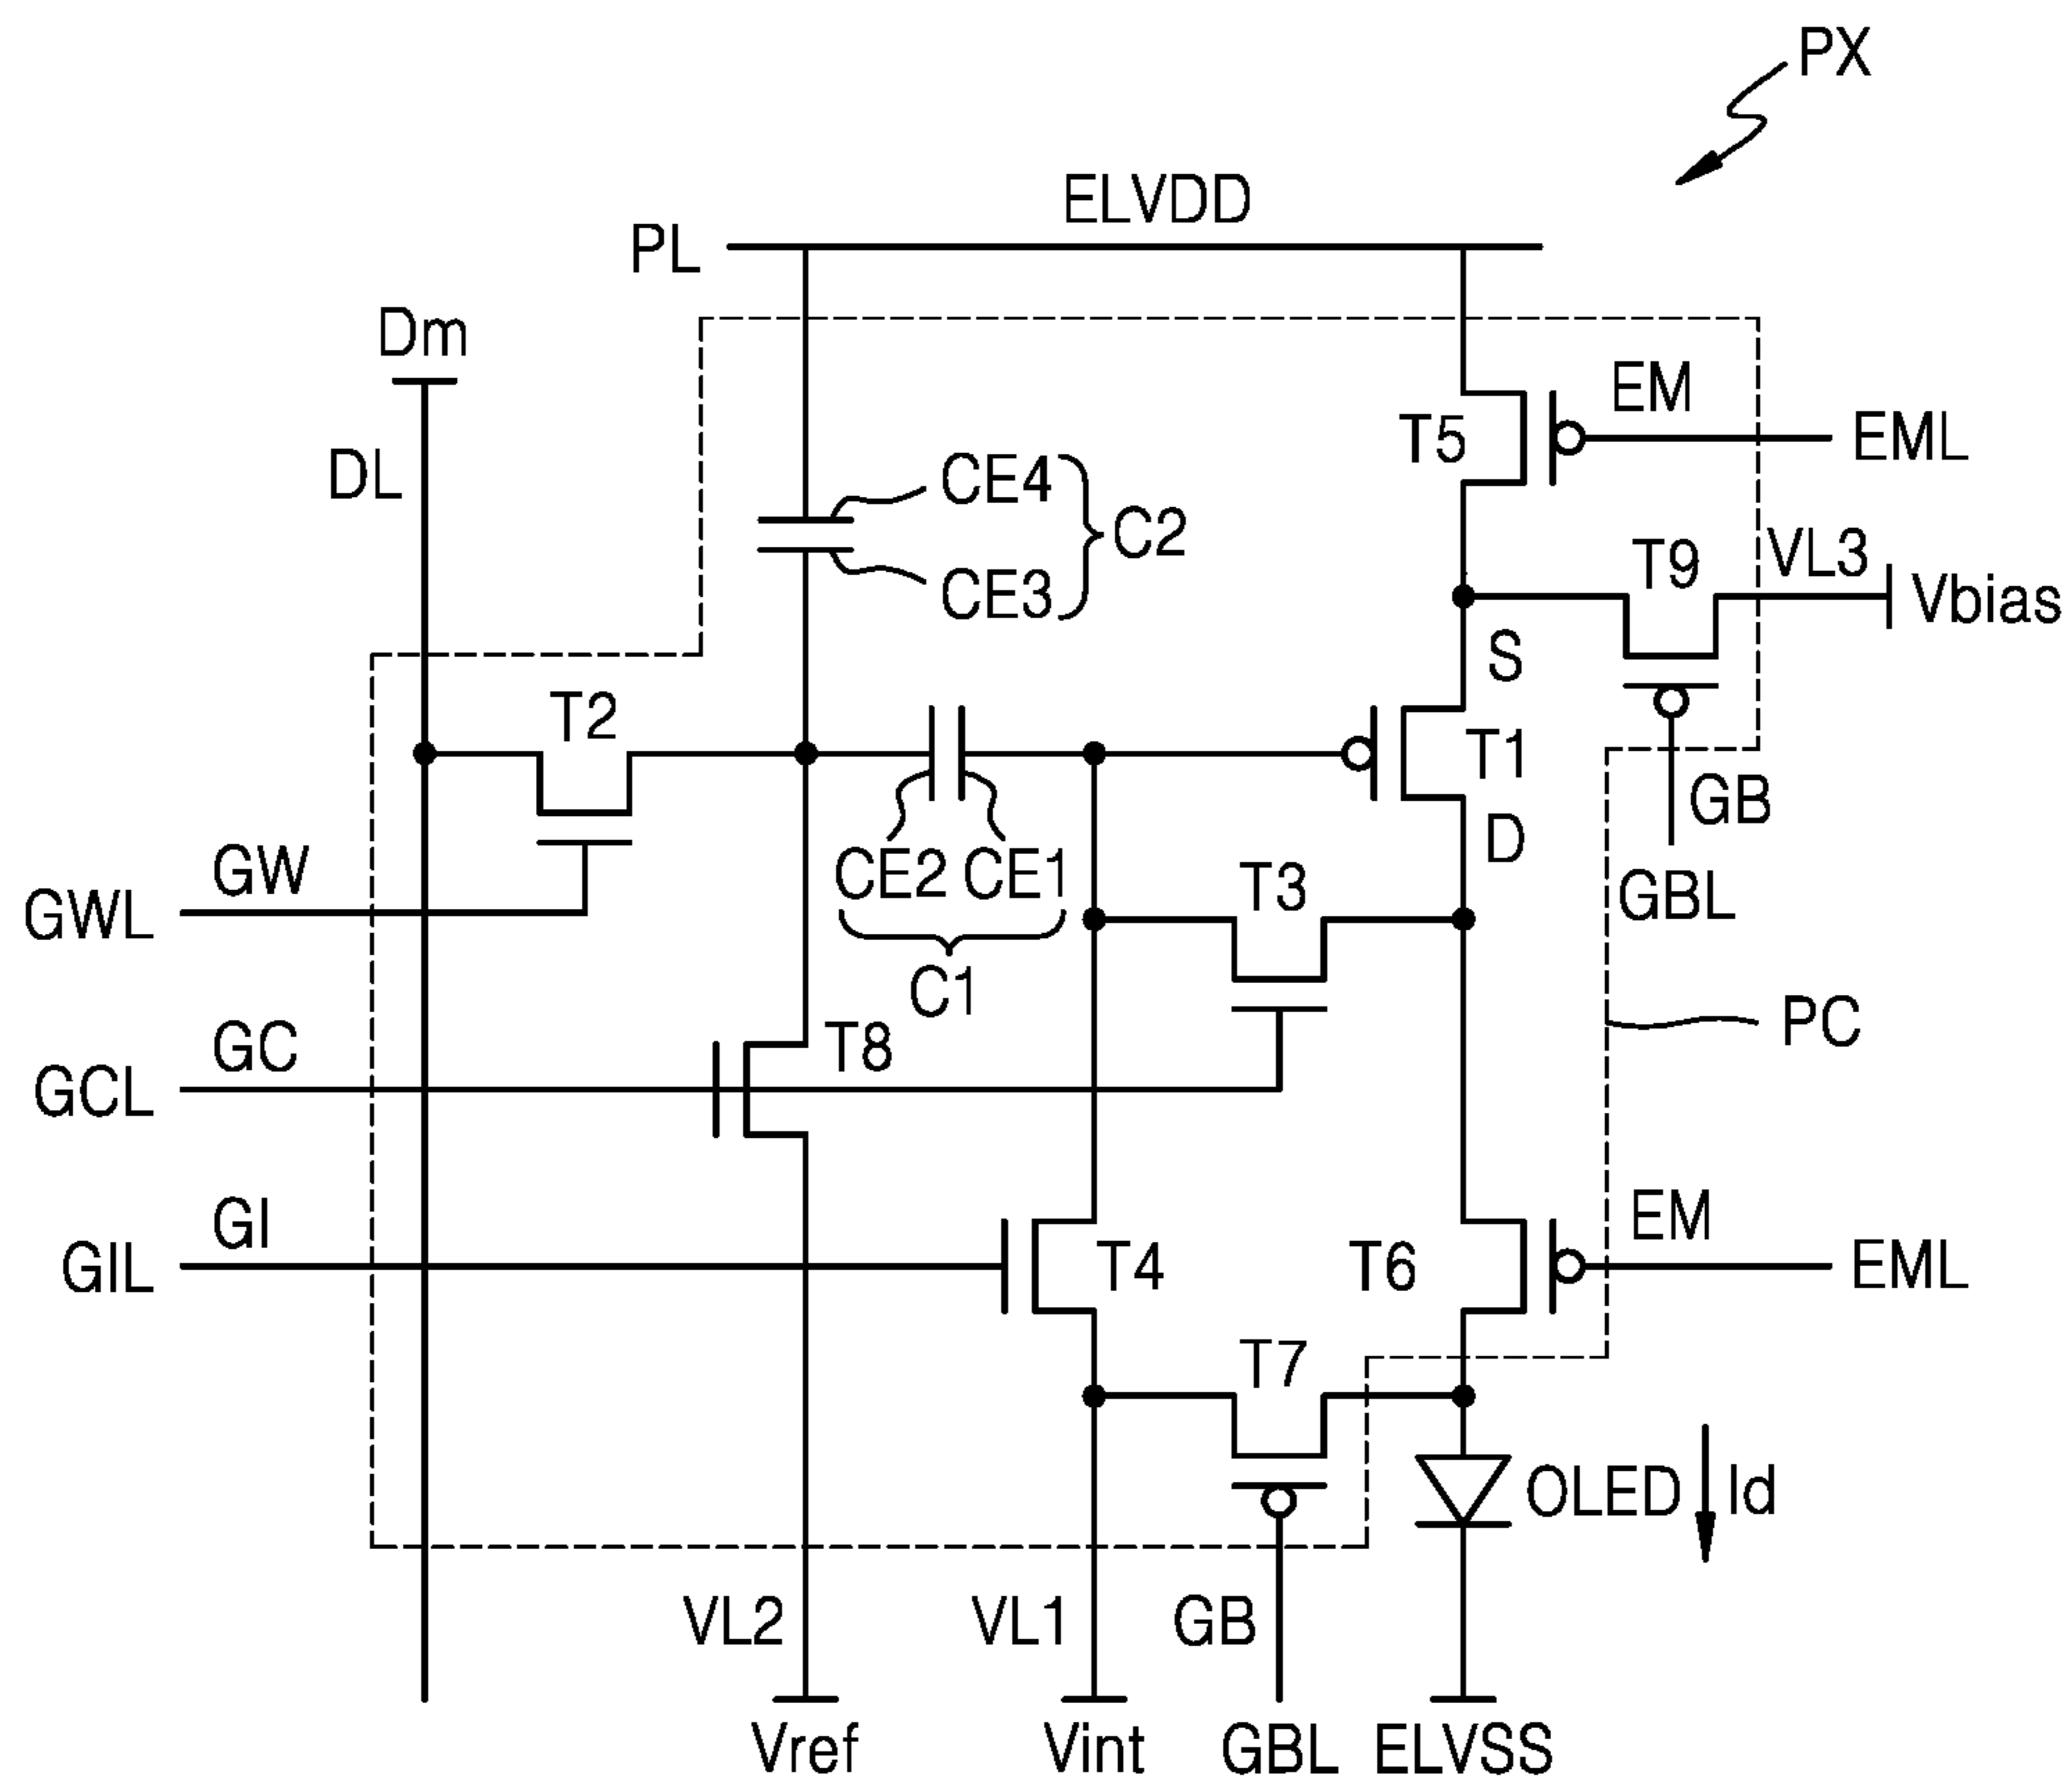 PX
ELVDD
PL
Dm
EM
T5
EML
DL
CE4
C2
CE3
T9
VL3
Vbias
S
T2
T1
GB
D
GW
CE2
CE1
T3
GBL
GWL
C1
GC
T8
PC
GCL
GI
EM
GIL
T4
T6
EML
T7
OLED
Id
VL2
VL1
GB
Vref
Vint
GBL
ELVSS